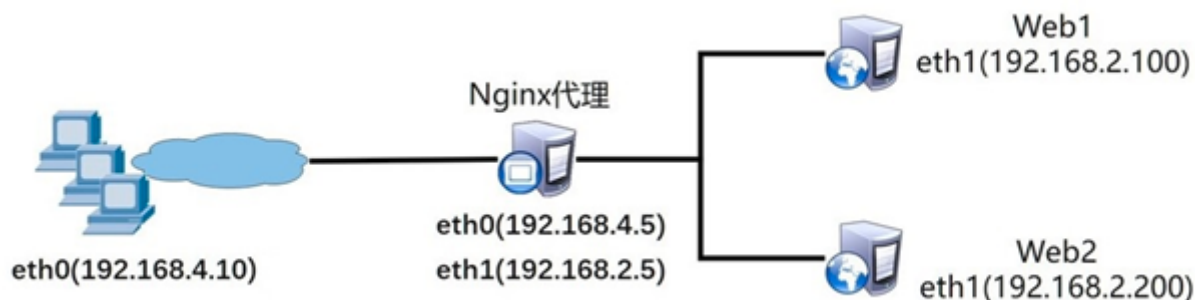 Web1
eth1(192.168.2.100)
Nginx代理
eth0(192.168.4.5)
eth1(192.168.2.5)
eth0(192.168.4.10)
Web2
eth1(192.168.2.200)